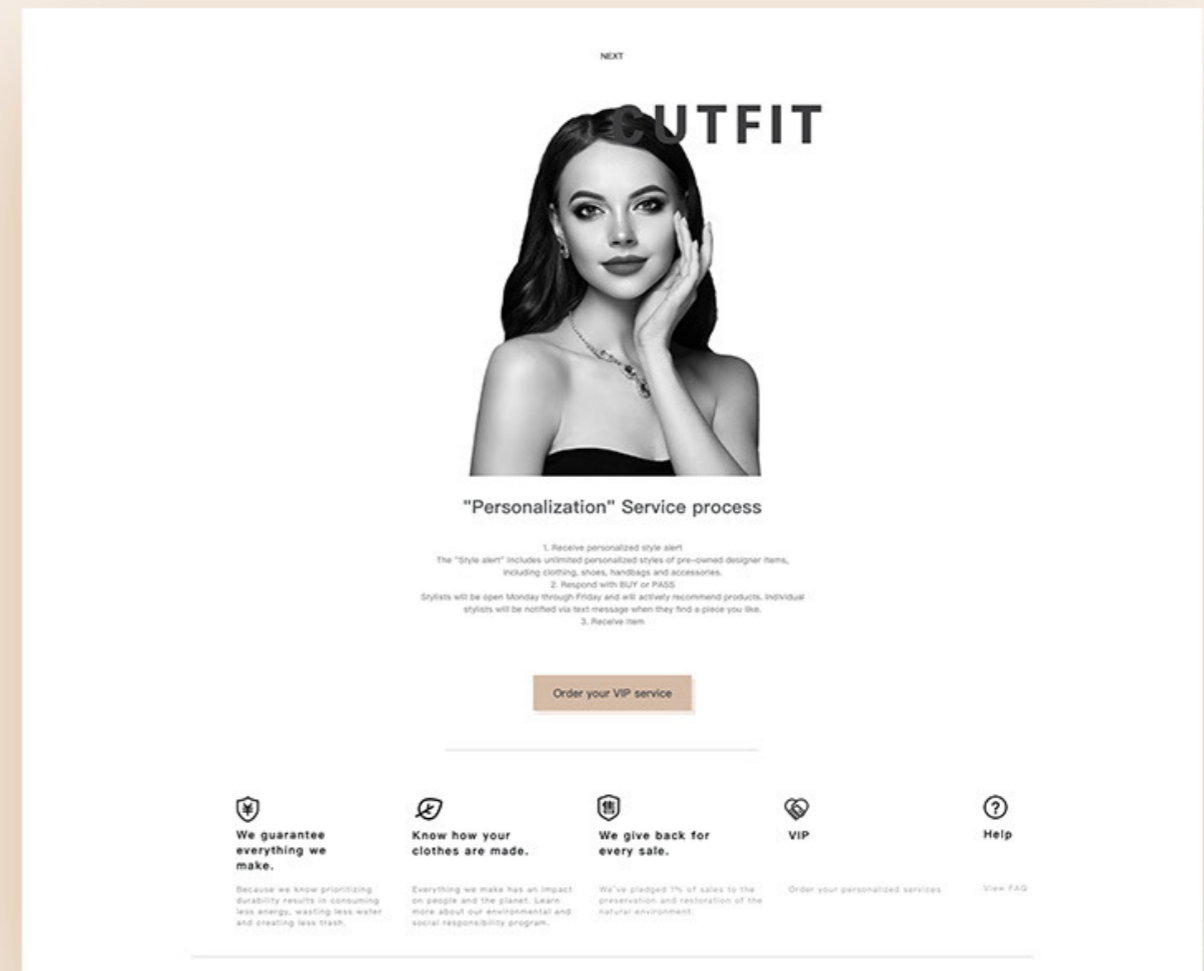 NEXT
CUTFIT
"Personalization" Service process
1. Receive personalized style alert
The "Style alert" includes unlimited personalized styles of pre-owned designer items,
including clothing, shoes, handbags and accessories.
2. Respond with BUY or PASS
Stylists will be open Monday through Friday and will actively recommend products. Individual
stylists will be notified via text message when they find a piece you like.
3. Receive item
Order your VIP service
¥
We guarantee
everything we
make.
Because we know prioritizing
durability results in consuming
less energy, wasting less water
and creating less trash.
Know how your
clothes are made.
Everything we make has an impact
on people and the planet. Learn
more about our environmental and
social responsibility program.
售
We give back for
every sale.
We've pledged 1% of sales to the
preservation and restoration of the
natural environment.
VIP
Order your personalized services
?
Help
View FAQ